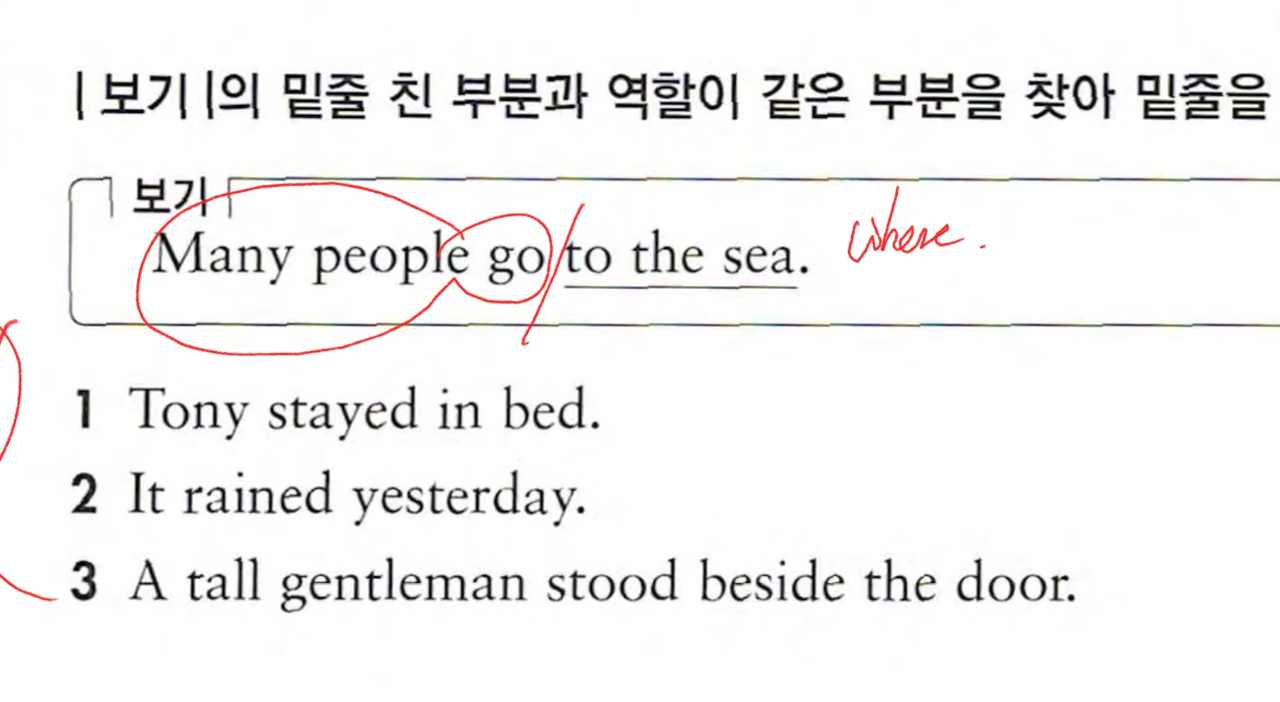 | 보기 |의 밑줄 친 부분과 역할이 같은 부분을 찾아 밑줄을
보기
Many people go to the sea. where.
1 Tony stayed in bed.
2 It rained yesterday.
3 A tall gentleman stood beside the door.